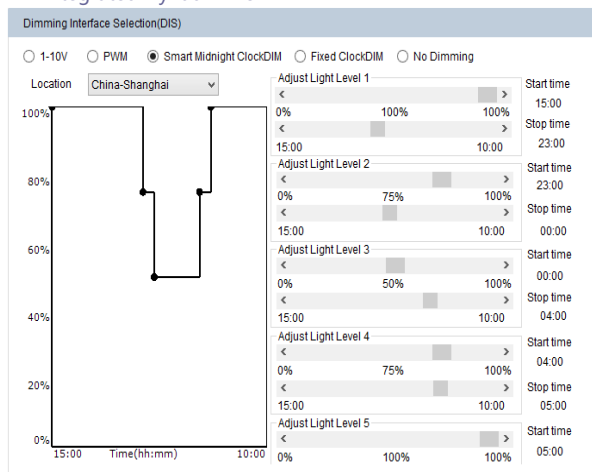 Dimming Interface Selection(DIS)
1-10V PWM Smart Midnight ClockDIM Fixed ClockDIM No Dimming
Location China-Shanghai
100%
80%
60%
40%
20%
0%
15:00 Time(hh:mm) 10:00
Adjust Light Level 1
0% 100% 100%
15:00 10:00
Start time
15:00
Stop time
23:00
Adjust Light Level 2
0% 75% 100%
15:00 10:00
Start time
23:00
Stop time
00:00
Adjust Light Level 3
0% 50% 100%
15:00 10:00
Start time
00:00
Stop time
04:00
Adjust Light Level 4
0% 75% 100%
15:00 10:00
Start time
04:00
Stop time
05:00
Adjust Light Level 5
0% 100% 100%
Start time
05:00